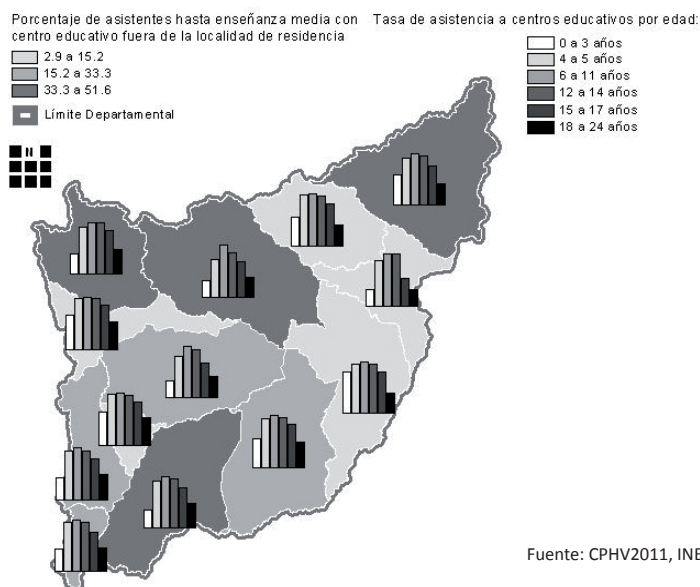 Porcentaje de asistentes hasta enseñanza media con
centro educativo fuera de la localidad de residencia
2.9 a 15.2
15.2 a 33.3
33.3 a 51.6
Límite Departamental
N
Tasa de asistencia a centros educativos por edad:
0 a 3 años
4 a 5 años
6 a 11 años
12 a 14 años
15 a 17 años
18 a 24 años
Fuente: CPHV2011, INE